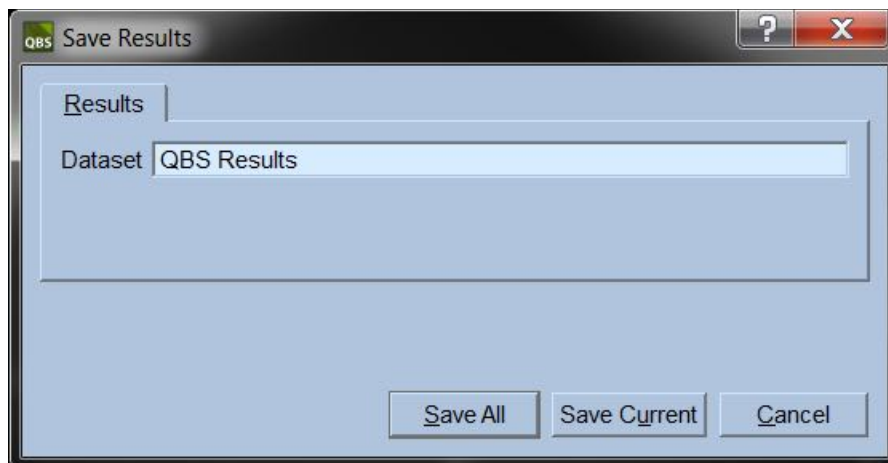 QBS Save Results
Results
Dataset QBS Results
Save All Save Current Cancel